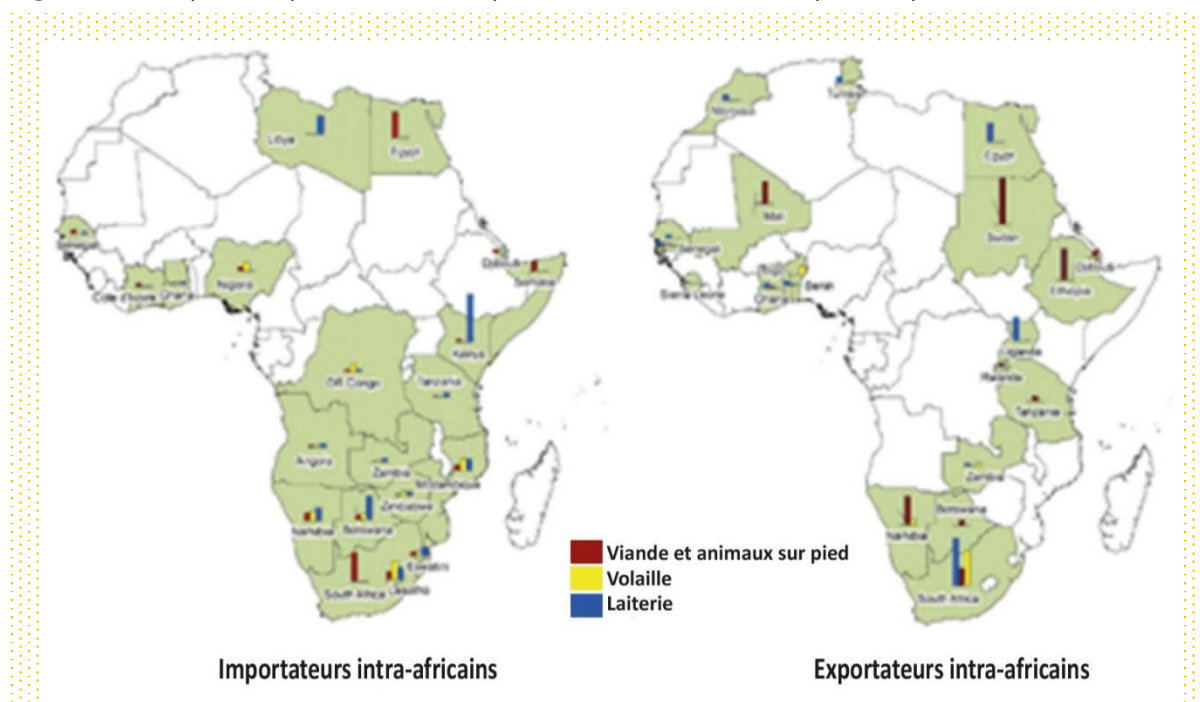 Libya
Egypt
Senegal
Cote d'Ivoire
Ghana
Nigeria
Djibouti
Somalia
Kenya
DR Congo
Tanzania
Angola
Zambia
Mozambique
Zimbabwe
Namibia
Botswana
Eswatini
South Africa
Lesotho
Importateurs intra-africains
Viande et animaux sur pied
Volaille
Laiterie
Morocco
Tunisia
Egypt
Mali
Sudan
Senegal
Djibouti
Togo
Benin
Ethiopia
Sierra Leone
Ghana
Uganda
Rwanda
Tanzania
Zambia
Namibia
Botswana
South Africa
Exportateurs intra-africains